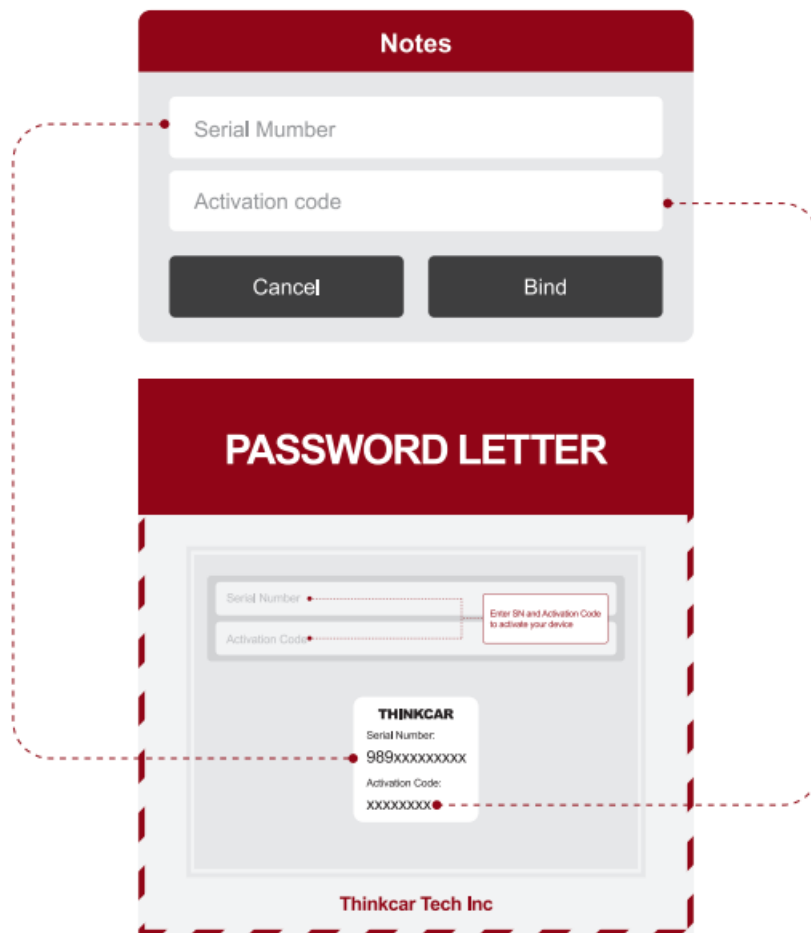 Notes
Serial Mumber
Activation code
Cancel
Bind
PASSWORD LETTER
Serial Number
Enter SN and Activation Code
to activate your device
Activation Code
THINKCAR
Serial Number:
989xxxxxxxxx
Activation Code:
xxxxxxxx
Thinkcar Tech Inc